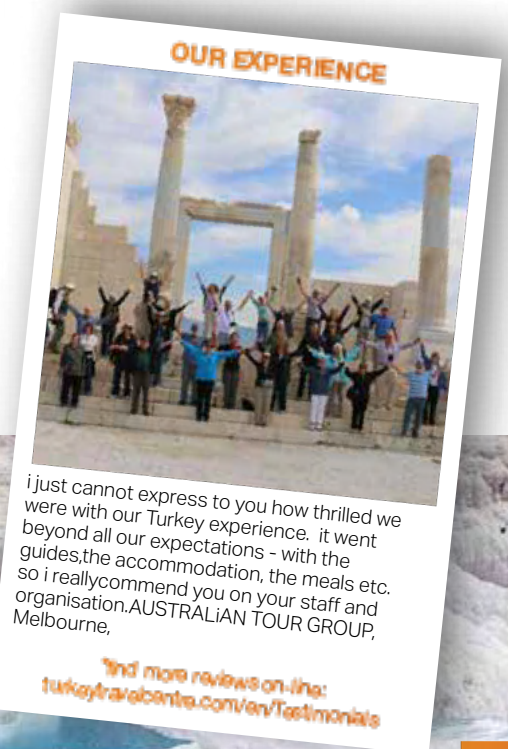 OUR EXPERIENCE
i just cannot express to you how thrilled we
were with our Turkey experience. it went
beyond all our expectations - with the
guides,the accommodation, the meals etc.
so i reallycommend you on your staff and
organisation.AUSTRALiAN TOUR GROUP,
Melbourne,
*find more reviews on-line:
turkeytravelcentre.com/en/Testimonials